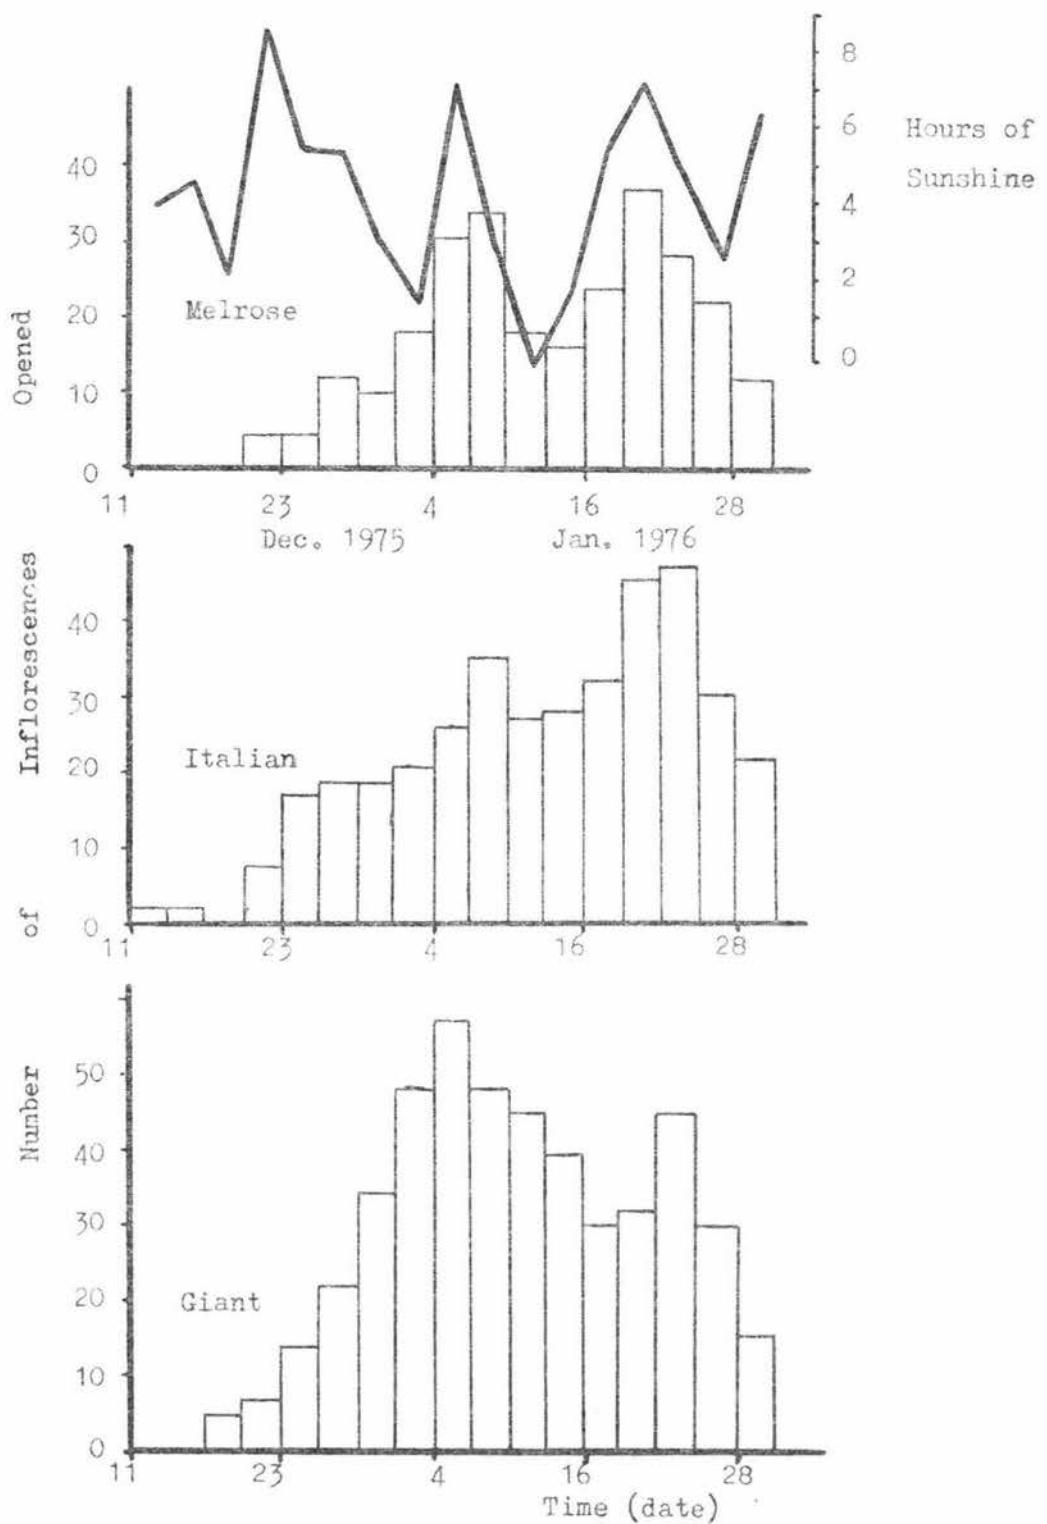 8
6
4
2
0
Hours of
Sunshine
40
30
20
10
0
Melrose
11 23 4 16 28
Dec. 1975 Jan. 1976
40
30
20
10
0
Italian
11 23 4 16 28
50
40
30
20
10
0
Giant
11 23 4 16 28
Time (date)
Number of Inflorescences Opened